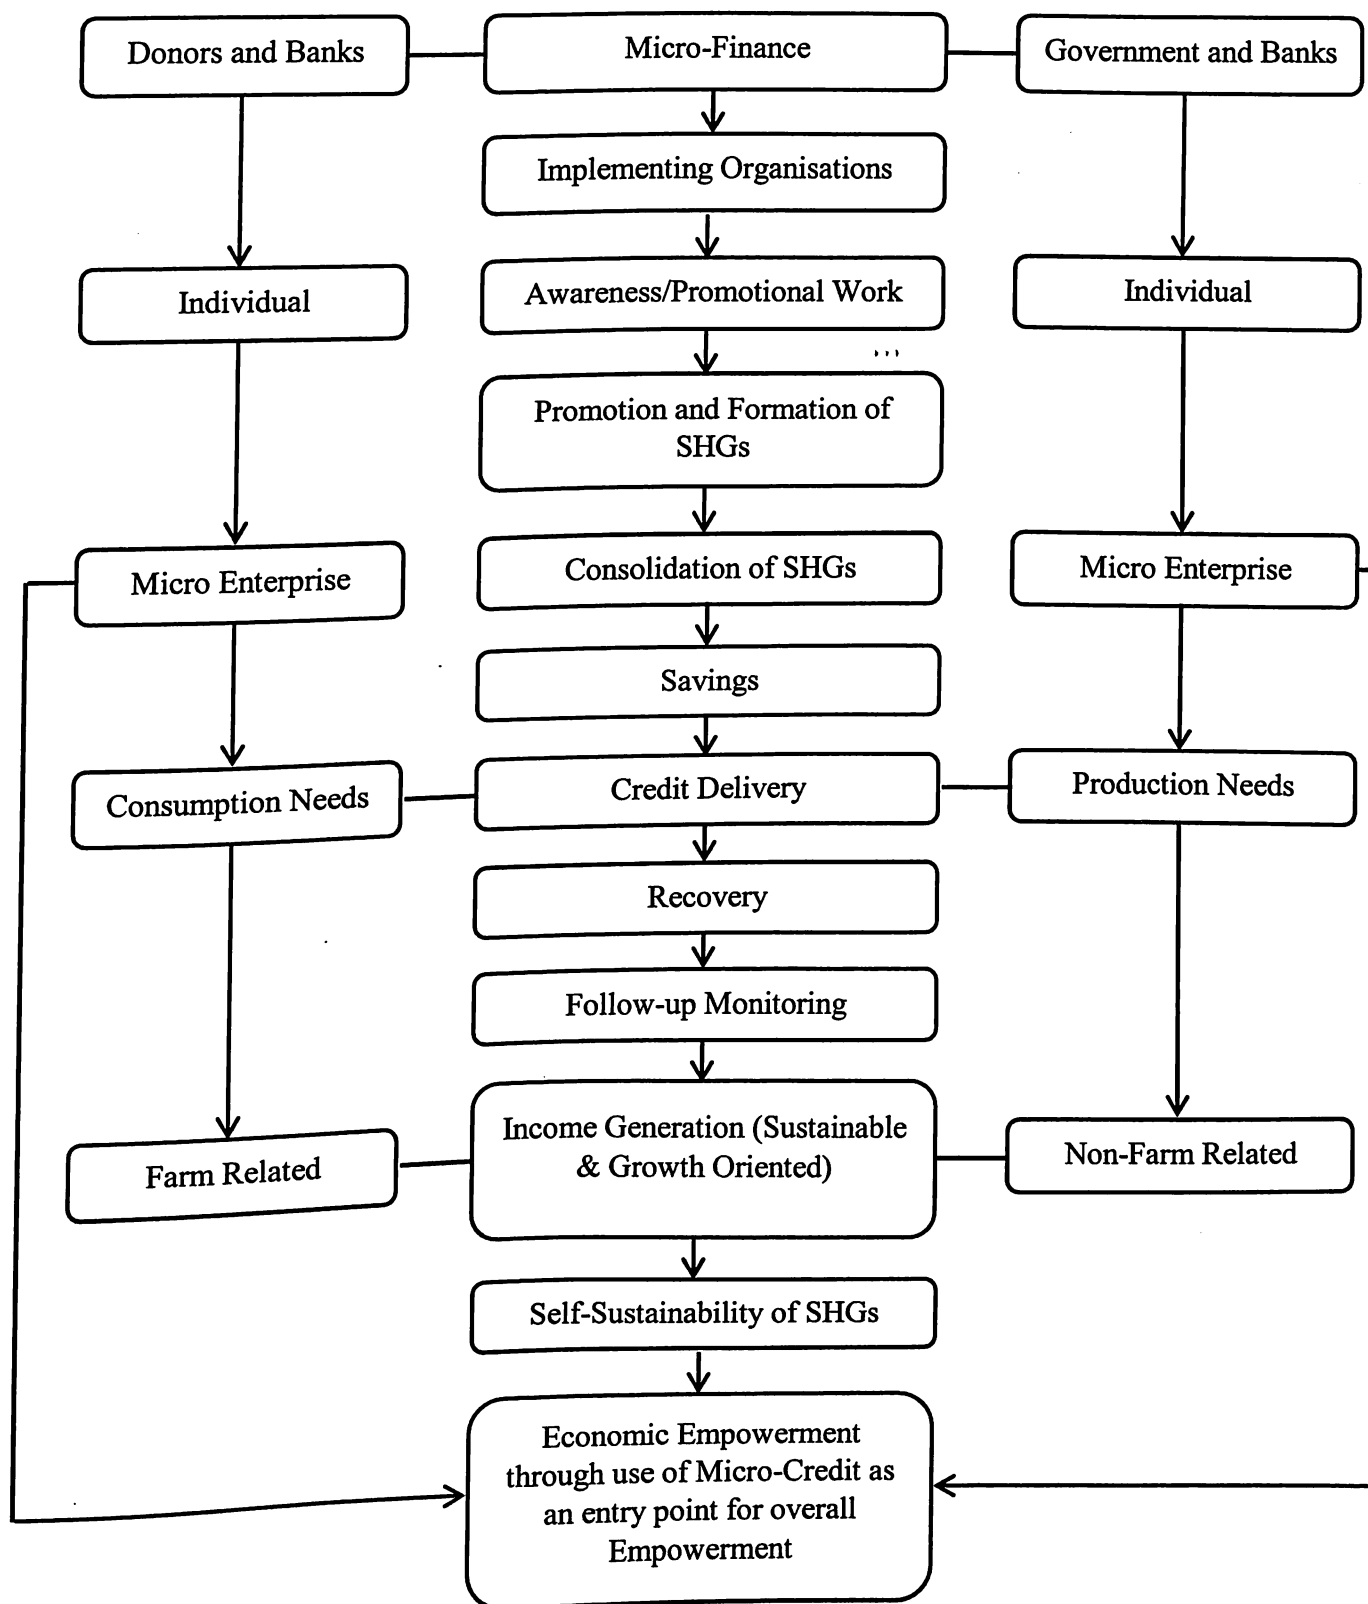 Donors and Banks
Micro-Finance
Government and Banks
Implementing Organisations
Individual
Awareness/Promotional Work
Individual
Promotion and Formation of
SHGs
Micro Enterprise
Consolidation of SHGs
Micro Enterprise
Savings
Consumption Needs
Credit Delivery
Production Needs
Recovery
Follow-up Monitoring
Farm Related
Income Generation (Sustainable
& Growth Oriented)
Non-Farm Related
Self-Sustainability of SHGs
Economic Empowerment
through use of Micro-Credit as
an entry point for overall
Empowerment